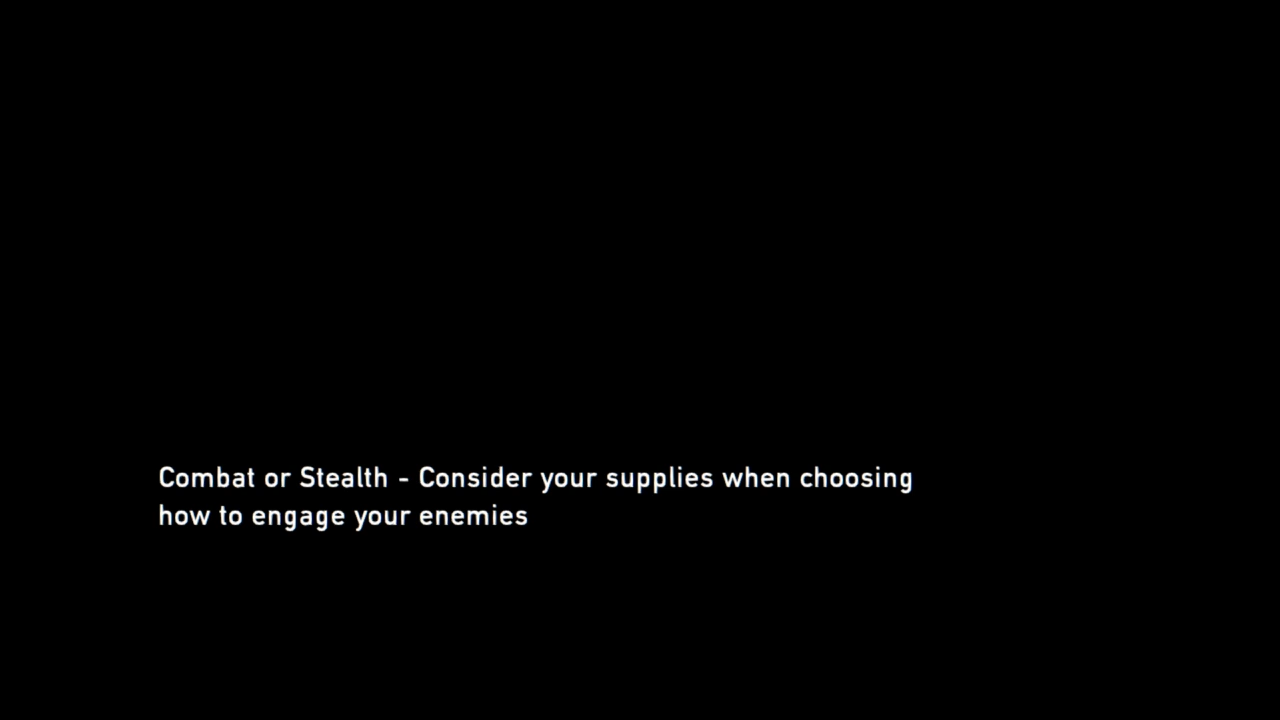 Combat or Stealth - Consider your supplies when choosing
how to engage your enemies